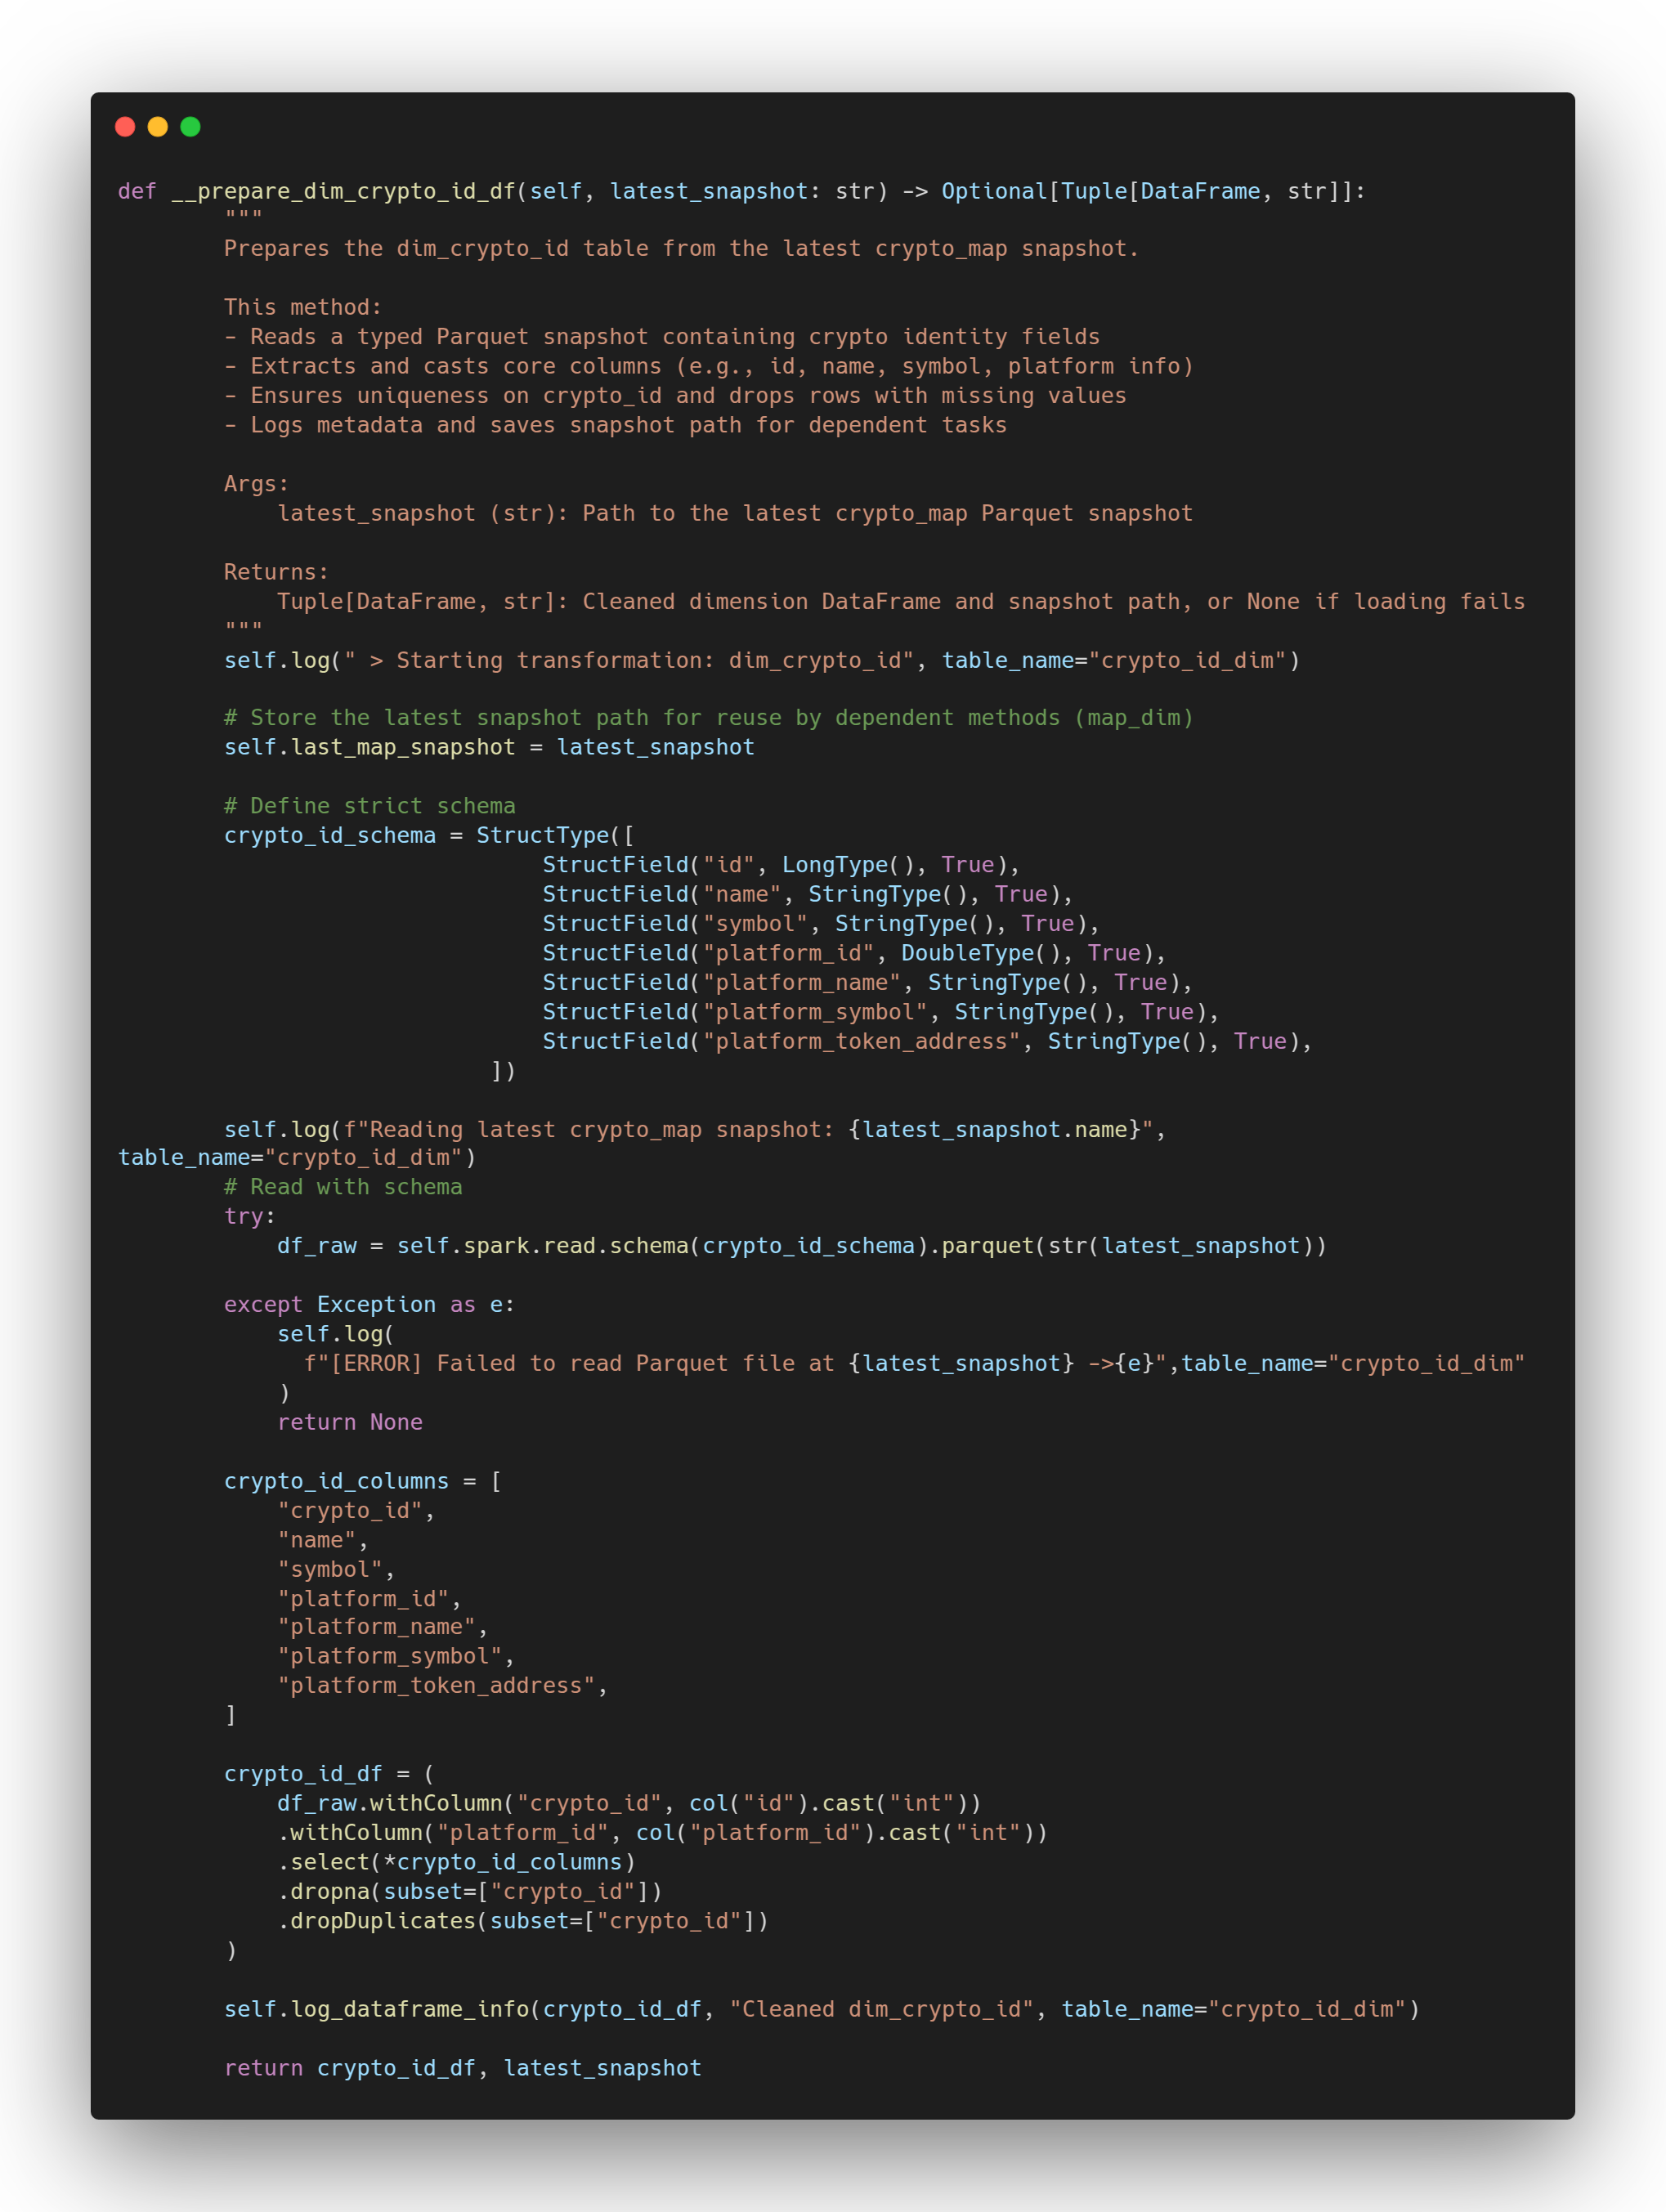 def __prepare_dim_crypto_id_df(self, latest_snapshot: str) -> Optional[Tuple[DataFrame, str]]:
        """
        Prepares the dim_crypto_id table from the latest crypto_map snapshot.

        This method:
        - Reads a typed Parquet snapshot containing crypto identity fields
        - Extracts and casts core columns (e.g., id, name, symbol, platform info)
        - Ensures uniqueness on crypto_id and drops rows with missing values
        - Logs metadata and saves snapshot path for dependent tasks

        Args:
            latest_snapshot (str): Path to the latest crypto_map Parquet snapshot

        Returns:
            Tuple[DataFrame, str]: Cleaned dimension DataFrame and snapshot path, or None if loading fails
        """
        self.log(" > Starting transformation: dim_crypto_id", table_name="crypto_id_dim")

        # Store the latest snapshot path for reuse by dependent methods (map_dim)
        self.last_map_snapshot = latest_snapshot

        # Define strict schema
        crypto_id_schema = StructType([
                                StructField("id", LongType(), True),
                                StructField("name", StringType(), True),
                                StructField("symbol", StringType(), True),
                                StructField("platform_id", DoubleType(), True),
                                StructField("platform_name", StringType(), True),
                                StructField("platform_symbol", StringType(), True),
                                StructField("platform_token_address", StringType(), True),
                            ])

        self.log(f"Reading latest crypto_map snapshot: {latest_snapshot.name}",
table_name="crypto_id_dim")
        # Read with schema
        try:
            df_raw = self.spark.read.schema(crypto_id_schema).parquet(str(latest_snapshot))

        except Exception as e:
            self.log(
              f"[ERROR] Failed to read Parquet file at {latest_snapshot} ->{e}",table_name="crypto_id_dim"
            )
            return None

        crypto_id_columns = [
            "crypto_id",
            "name",
            "symbol",
            "platform_id",
            "platform_name",
            "platform_symbol",
            "platform_token_address",
        ]

        crypto_id_df = (
            df_raw.withColumn("crypto_id", col("id").cast("int"))
            .withColumn("platform_id", col("platform_id").cast("int"))
            .select(*crypto_id_columns)
            .dropna(subset=["crypto_id"])
            .dropDuplicates(subset=["crypto_id"])
        )

        self.log_dataframe_info(crypto_id_df, "Cleaned dim_crypto_id", table_name="crypto_id_dim")

        return crypto_id_df, latest_snapshot